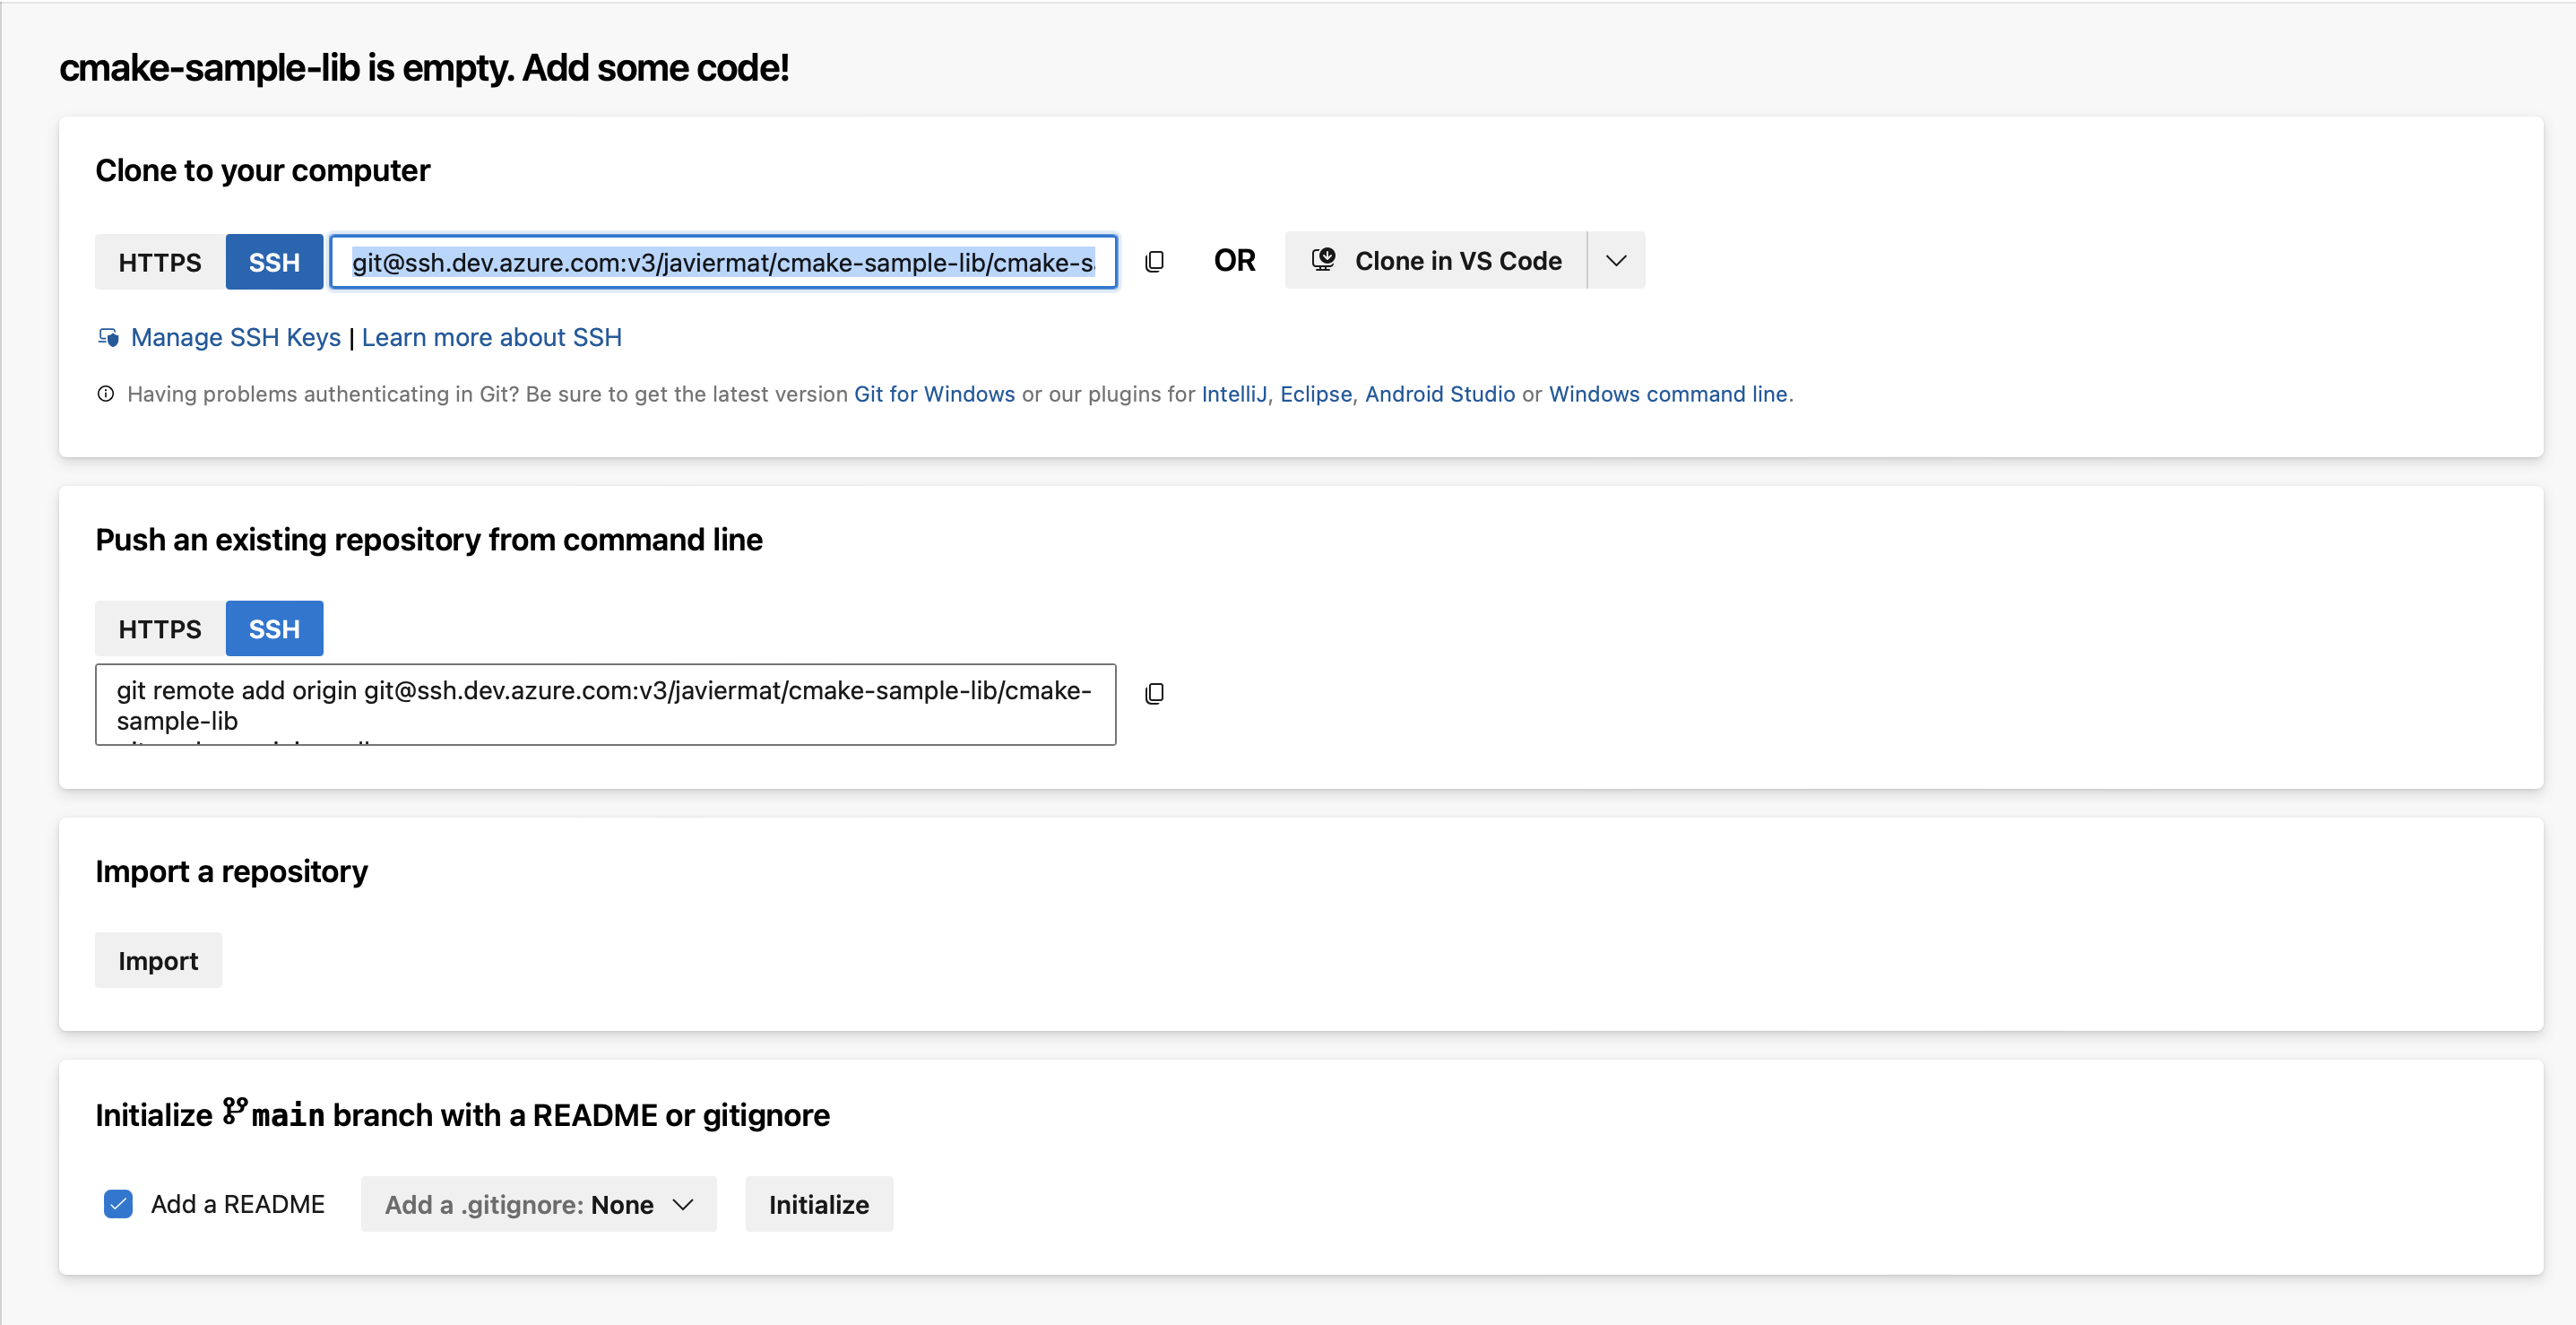 cmake-sample-lib is empty. Add some code!
Clone to your computer
HTTPS SSH git@ssh.dev.azure.com:v3/javiermat/cmake-sample-lib/cmake-s OR Clone in VS Code
Manage SSH Keys | Learn more about SSH
Having problems authenticating in Git? Be sure to get the latest version Git for Windows or our plugins for IntelliJ, Eclipse, Android Studio or Windows command line.
Push an existing repository from command line
HTTPS SSH
git remote add origin git@ssh.dev.azure.com:v3/javiermat/cmake-sample-lib/cmake-
sample-lib
Import a repository
Import
Initialize main branch with a README or gitignore
Add a README Add a .gitignore: None Initialize